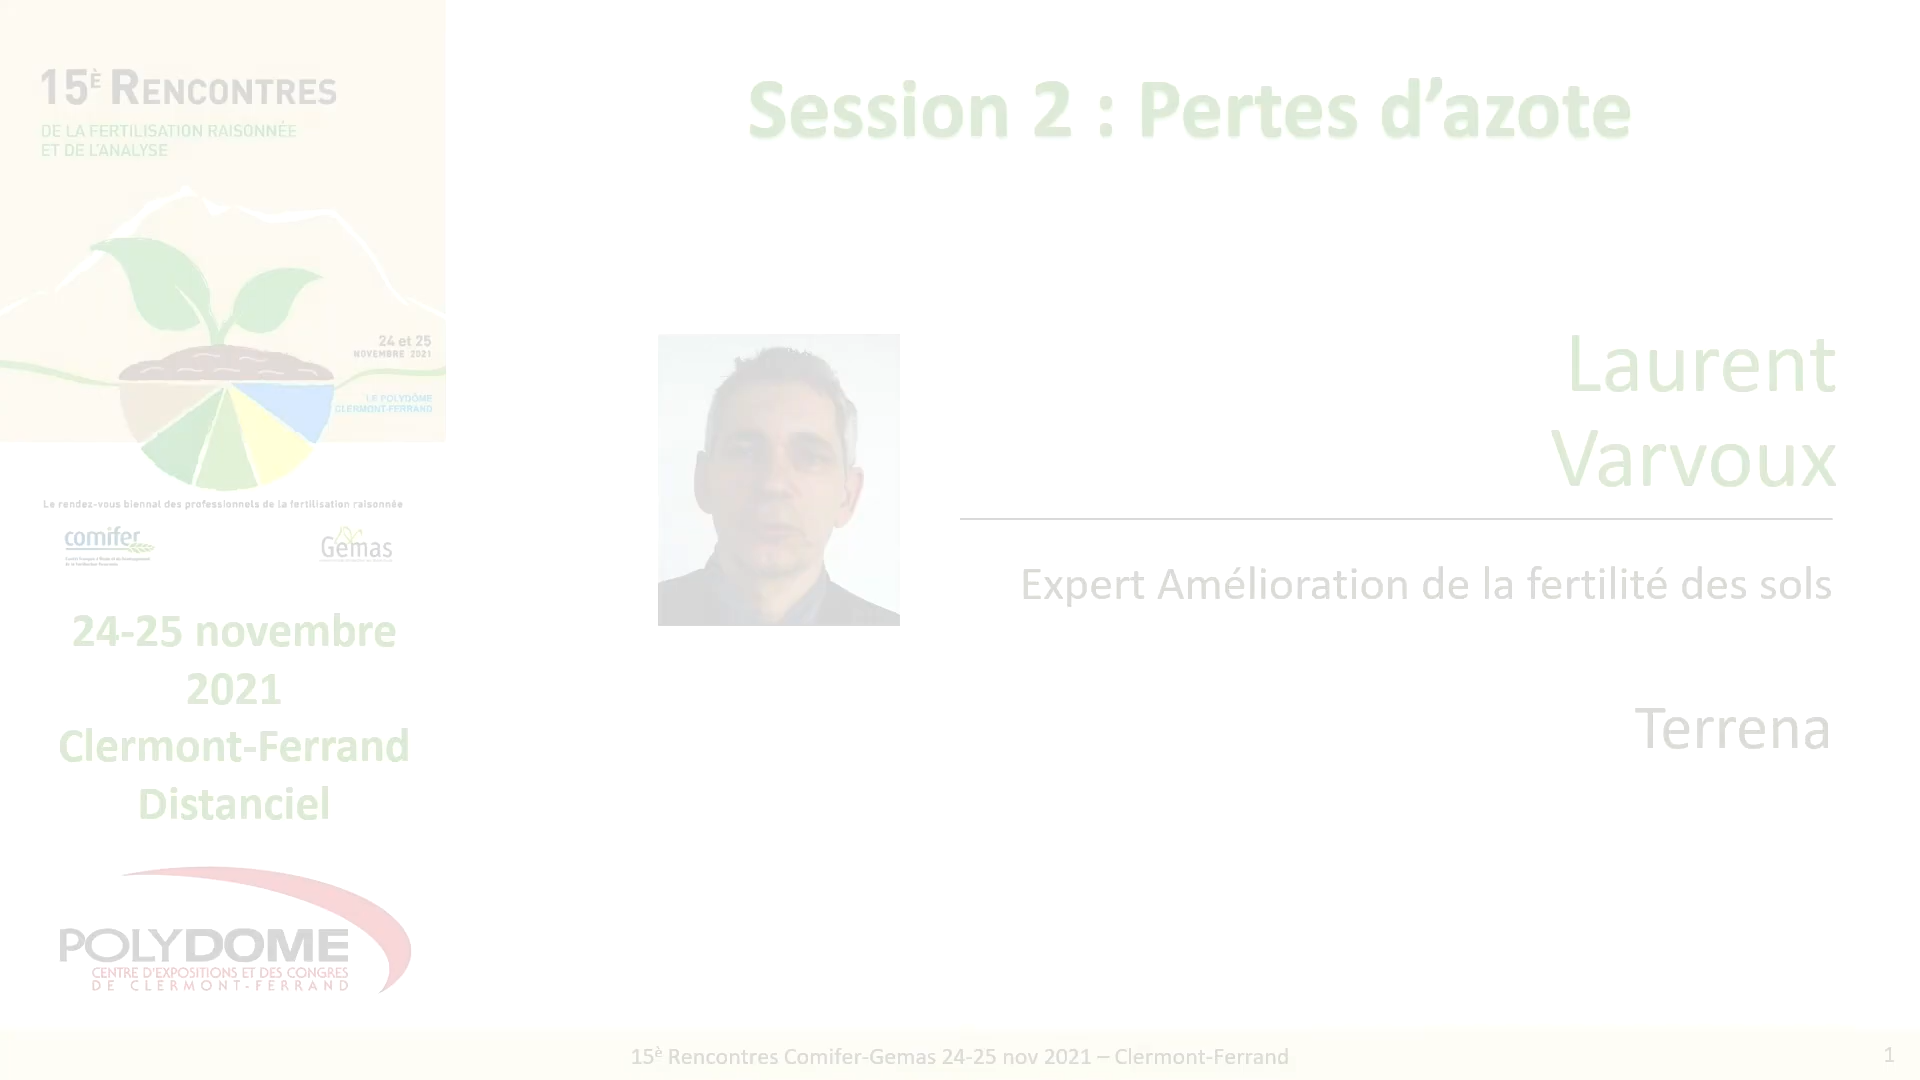 15È RENCONTRES
DE LA FERTILISATION RAISONNÉE
ET DE L'ANALYSE
24 et 25
NOVEMBRE 2021
LE POLYDÔME
CLERMONT-FERRAND
Le rendez-vous biennal des professionnels de la fertilisation raisonnée
comifer
Gemas
24-25 novembre
2021
Clermont-Ferrand
Distanciel
POLYDOME
CENTRE D'EXPOSITIONS ET DES CONGRES
DE CLERMONT-FERRAND
Session 2 : Pertes d’azote
Laurent
Varvoux
Expert Amélioration de la fertilité des sols
Terrena
15è Rencontres Comifer-Gemas 24-25 nov 2021 – Clermont-Ferrand
1